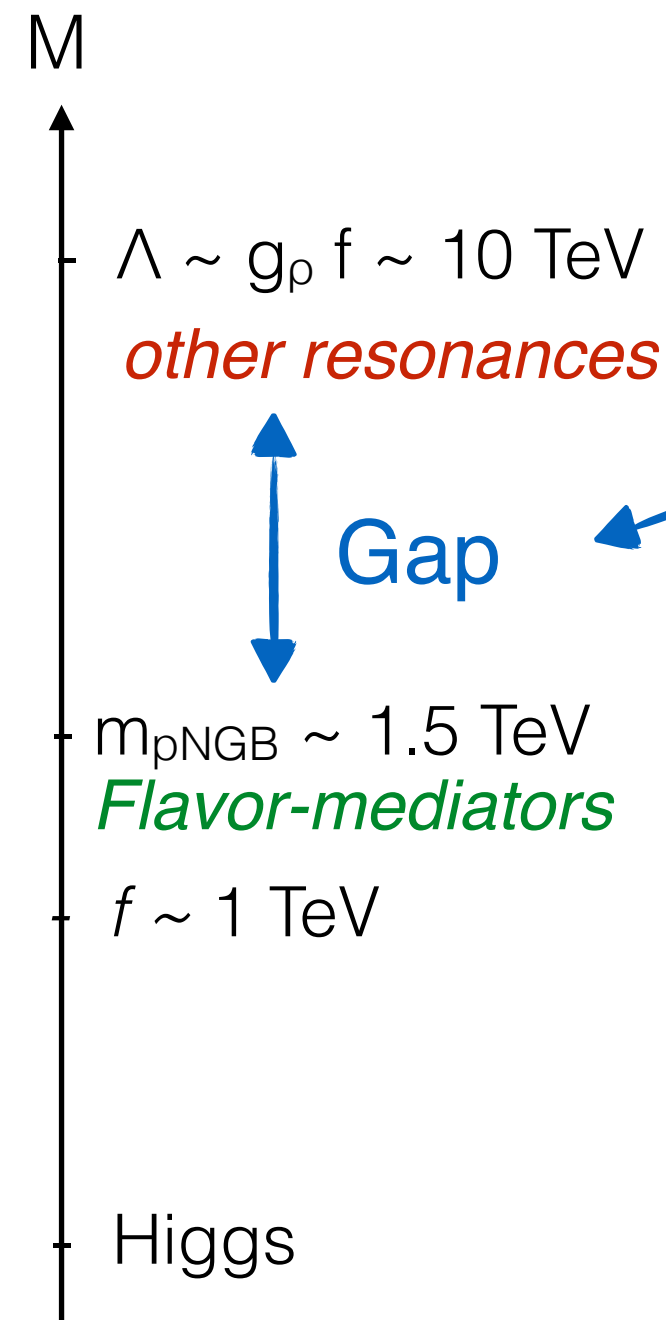 M
Λ ~ gρ f ~ 10 TeV
other resonances
Gap
mpNGB ~ 1.5 TeV
Flavor-mediators
f ~ 1 TeV
Higgs